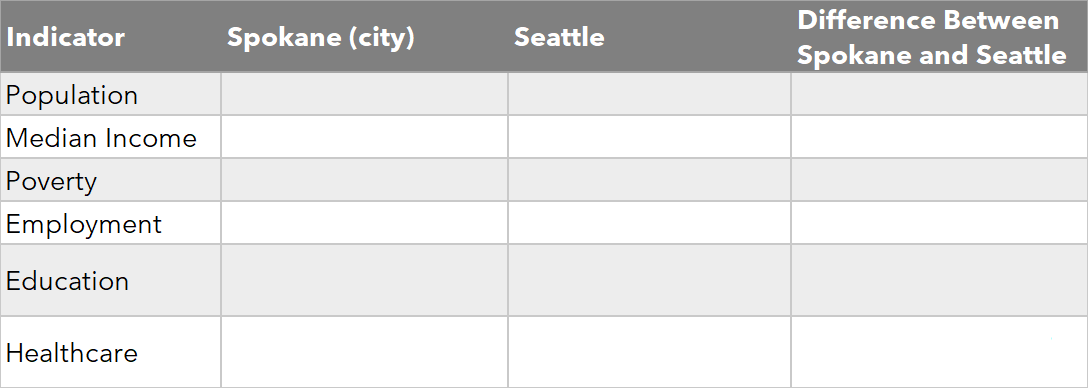 Indicator
Spokane (city)
Seattle
Difference Between
Spokane and Seattle
Population
Median Income
Poverty
Employment
Education
Healthcare